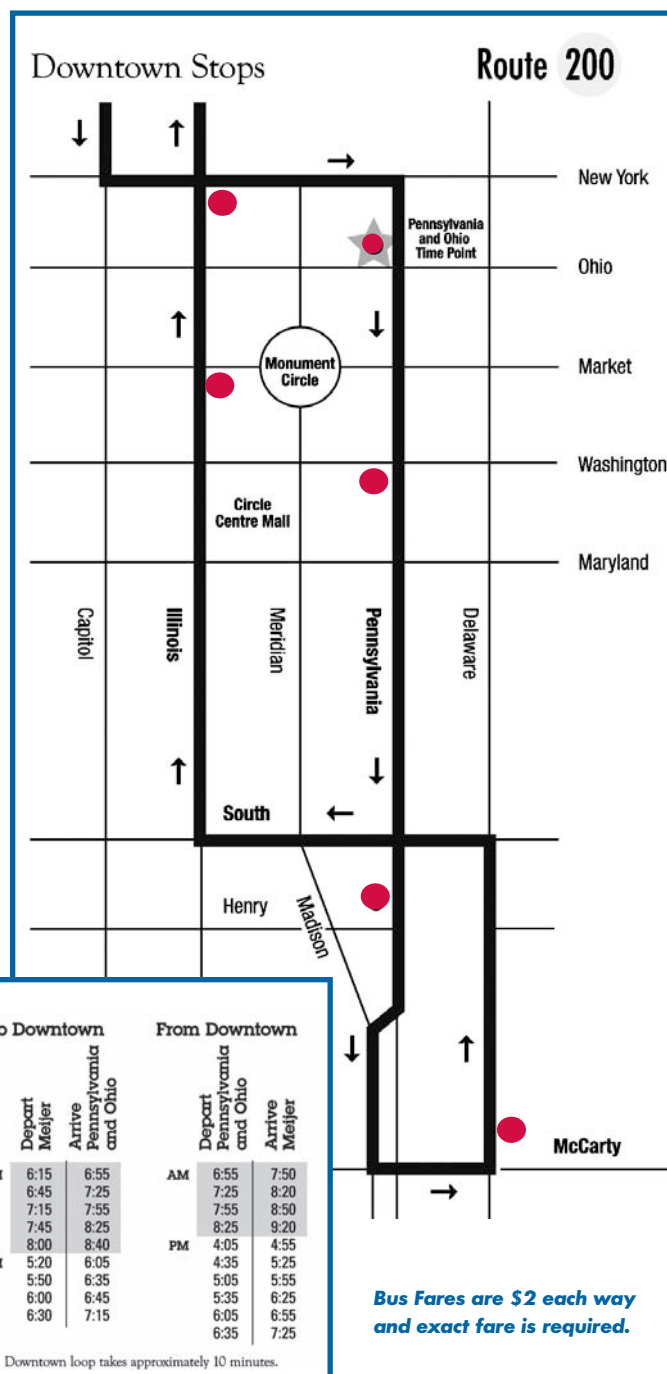 Downtown Stops
Route 200
New York
Pennsylvania
and Ohio
Time Point
Ohio
Monument
Circle
Market
Washington
Circle
Centre Mall
Maryland
Capitol
Illinois
Meridian
Pennsylvania
Delaware
South
Henry
Madison
McCarty
Downtown
Depart
Meijer
Arrive
Pennsylvania
and Ohio
6:15 6:55
6:45 7:25
7:15 7:55
7:45 8:25
8:00 8:40
5:20 6:05
5:50 6:35
6:00 6:45
6:30 7:15
From Downtown
Depart
Pennsylvania
and Ohio
Arrive
Meijer
AM 6:55 7:50
7:25 8:20
7:55 8:50
8:25 9:20
PM 4:05 4:55
4:35 5:25
5:05 5:55
5:35 6:25
6:05 6:55
6:35 7:25
Downtown loop takes approximately 10 minutes.
Bus Fares are $2 each way
and exact fare is required.